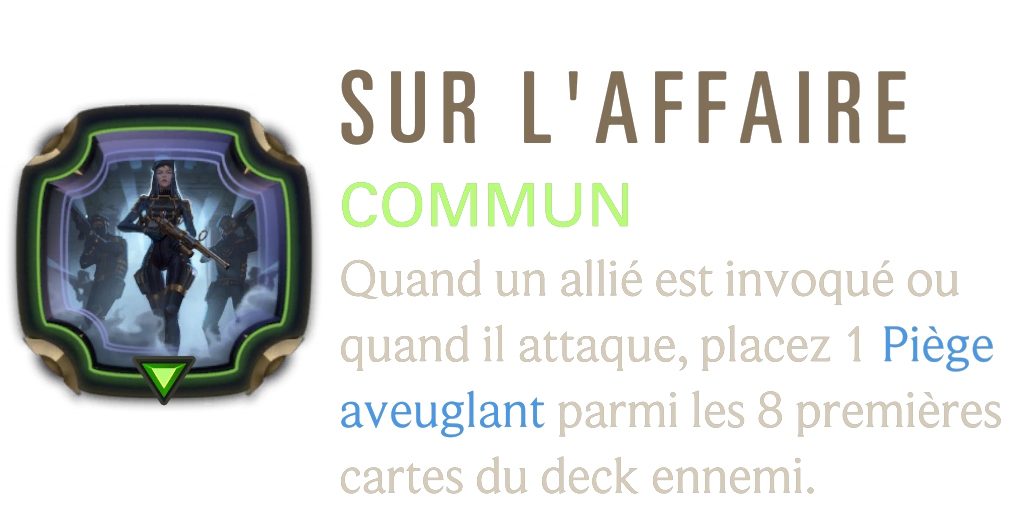 SUR L'AFFAIRE
COMMUN
Quand un allié est invoqué ou
quand il attaque, placez 1 Piège
aveuglant parmi les 8 premières
cartes du deck ennemi.